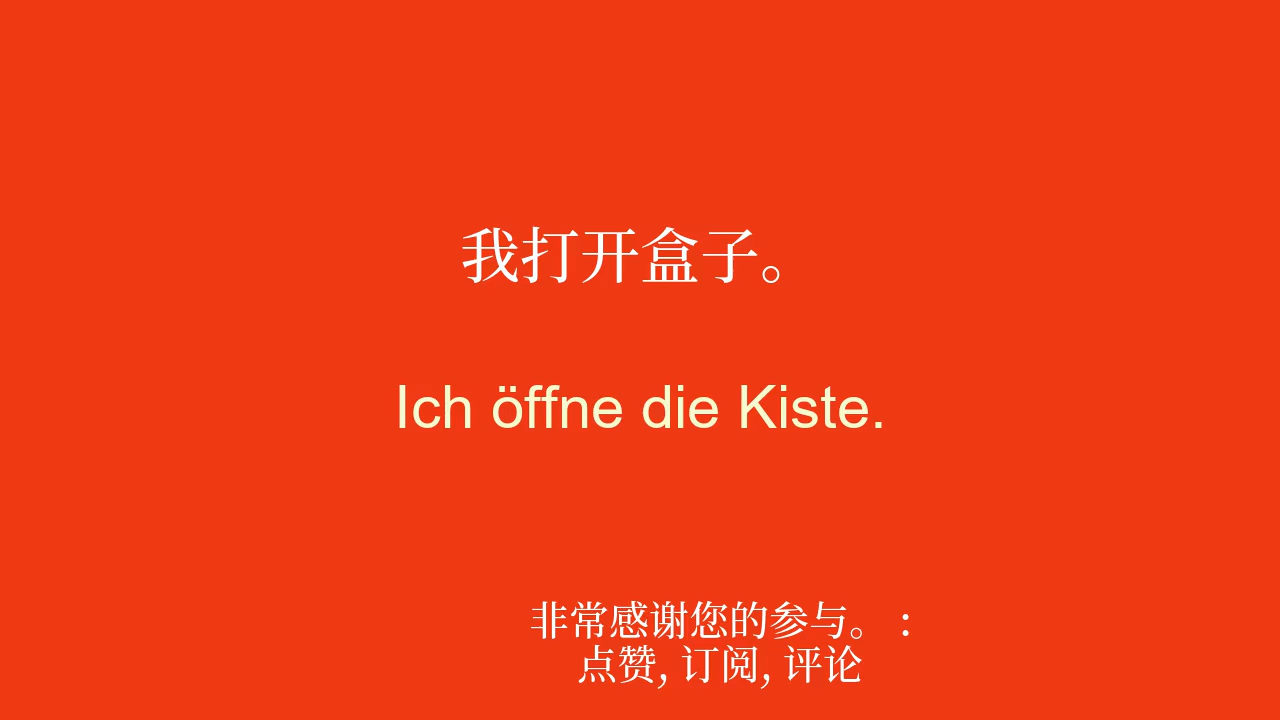 我打开盒子。
Ich öffne die Kiste.
非常感谢您的参与。 :
点赞, 订阅, 评论